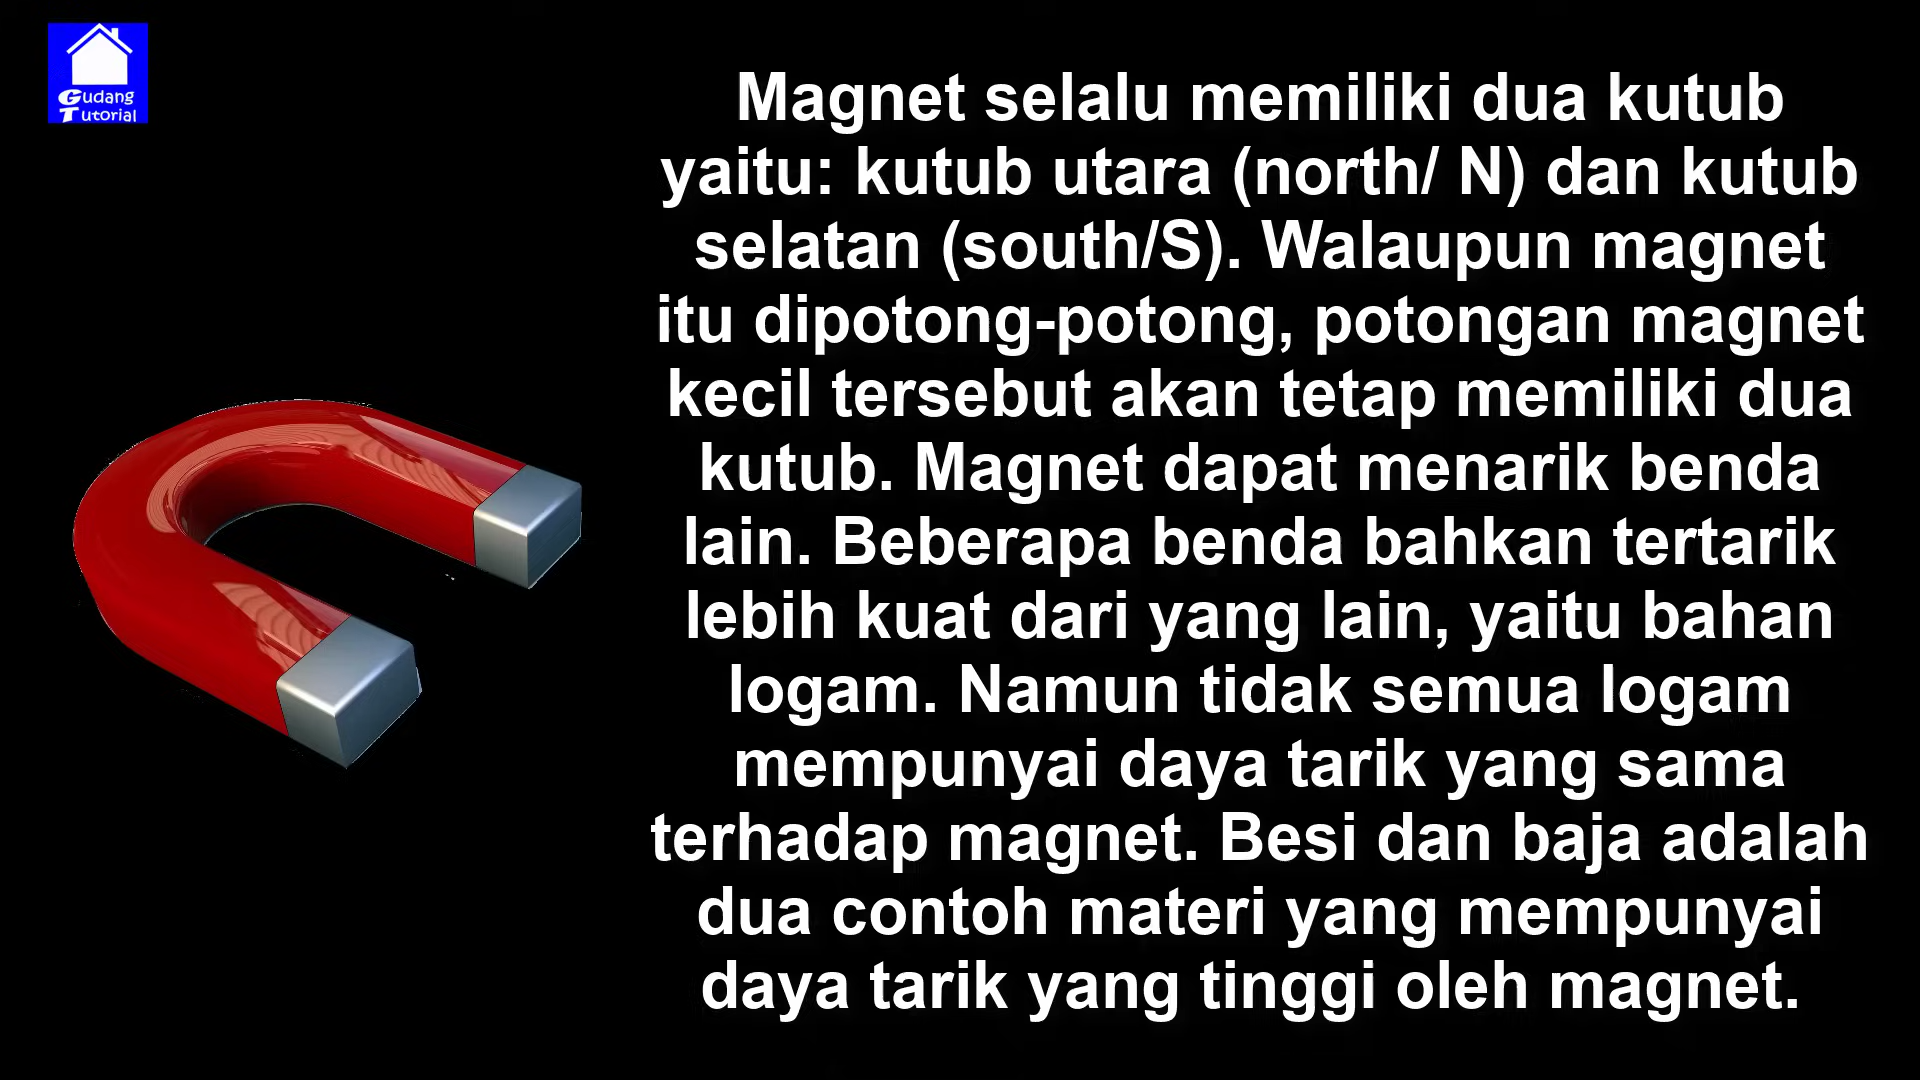 Gudang
Tutorial
Magnet selalu memiliki dua kutub
yaitu: kutub utara (north/ N) dan kutub
selatan (south/S). Walaupun magnet
itu dipotong-potong, potongan magnet
kecil tersebut akan tetap memiliki dua
kutub. Magnet dapat menarik benda
lain. Beberapa benda bahkan tertarik
lebih kuat dari yang lain, yaitu bahan
logam. Namun tidak semua logam
mempunyai daya tarik yang sama
terhadap magnet. Besi dan baja adalah
dua contoh materi yang mempunyai
daya tarik yang tinggi oleh magnet.